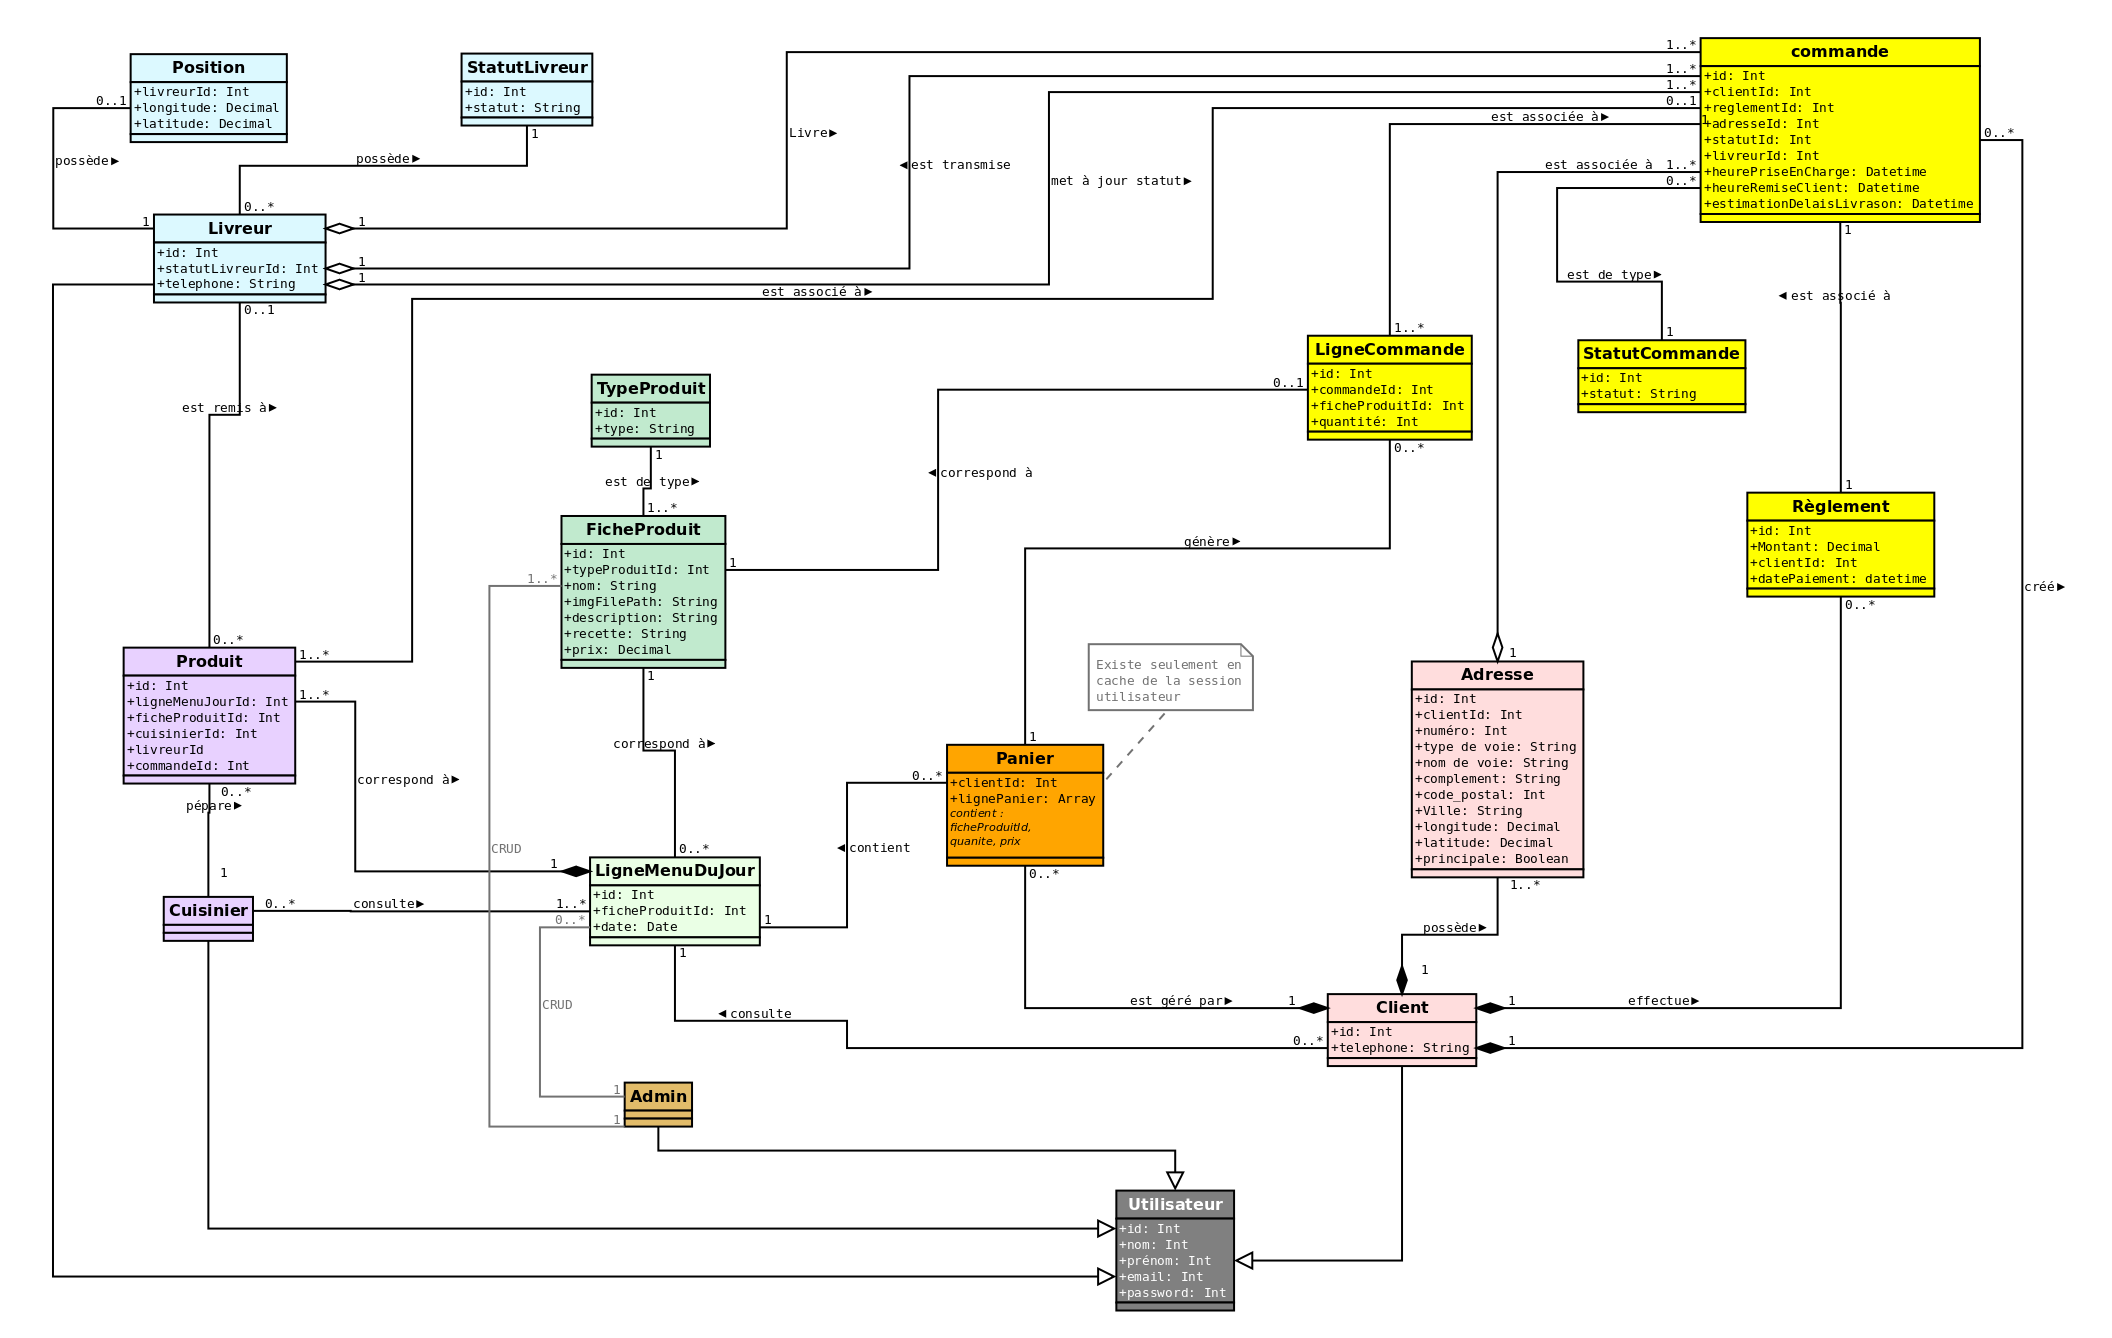 Position
+livreurId: Int
+longitude: Decimal
+latitude: Decimal
0..1
possède►
1
StatutLivreur
+id: Int
+statut: String
1
possède►
0..*
Livreur
+id: Int
+statutLivreurId: Int
+telephone: String
1
1
1
0..1
Livre►
◄est transmise
met à jour statut►
est associé à►
est remis à►
commande
+id: Int
+clientId: Int
+reglementId: Int
+adresseId: Int
+statutId: Int
+livreurId: Int
+heurePriseEnCharge: Datetime
+heureRemiseClient: Datetime
+estimationDelaisLivrason: Datetime
1..*
1..*
1..*
0..1
est associée à►
1
est associée à
1..*
0..*
0..*
1
est de type►
1
◄ est associé à
1
créé►
1..*
LigneCommande
+id: Int
+commandeId: Int
+ficheProduitId: Int
+quantité: Int
0..1
0..*
StatutCommande
+id: Int
+statut: String
TypeProduit
+id: Int
+type: String
1
est de type►
1..*
◄correspond à
FicheProduit
+id: Int
+typeProduitId: Int
+nom: String
+imgFilePath: String
+description: String
+recette: String
+prix: Decimal
1
1..*
1
génère►
Règlement
+id: Int
+Montant: Decimal
+clientId: Int
+datePaiement: datetime
0..*
0..*
Produit
+id: Int
+ligneMenuJourId: Int
+ficheProduitId: Int
+cuisinierId: Int
+livreurId
+commandeId: Int
1..*
1..*
0..*
pépare►
1
correspond à►
correspond à►
CRUD
Existe seulement en
cache de la session
utilisateur
1
Panier
+clientId: Int
+lignePanier: Array
contient :
ficheProduitId,
quanite, prix
0..*
0..*
◄contient
1
Adresse
+id: Int
+clientId: Int
+numéro: Int
+type de voie: String
+nom de voie: String
+complement: String
+code_postal: Int
+Ville: String
+longitude: Decimal
+latitude: Decimal
+principale: Boolean
1..*
possède►
1
0..*
LigneMenuDuJour
+id: Int
+ficheProduitId: Int
+date: Date
1
1..*
0..*
1
1
Cuisinier
0..*
consulte►
CRUD
◄consulte
est géré par►
1
0..*
Client
+id: Int
+telephone: String
1
effectue►
1
Admin
1
1
Utilisateur
+id: Int
+nom: Int
+prénom: Int
+email: Int
+password: Int